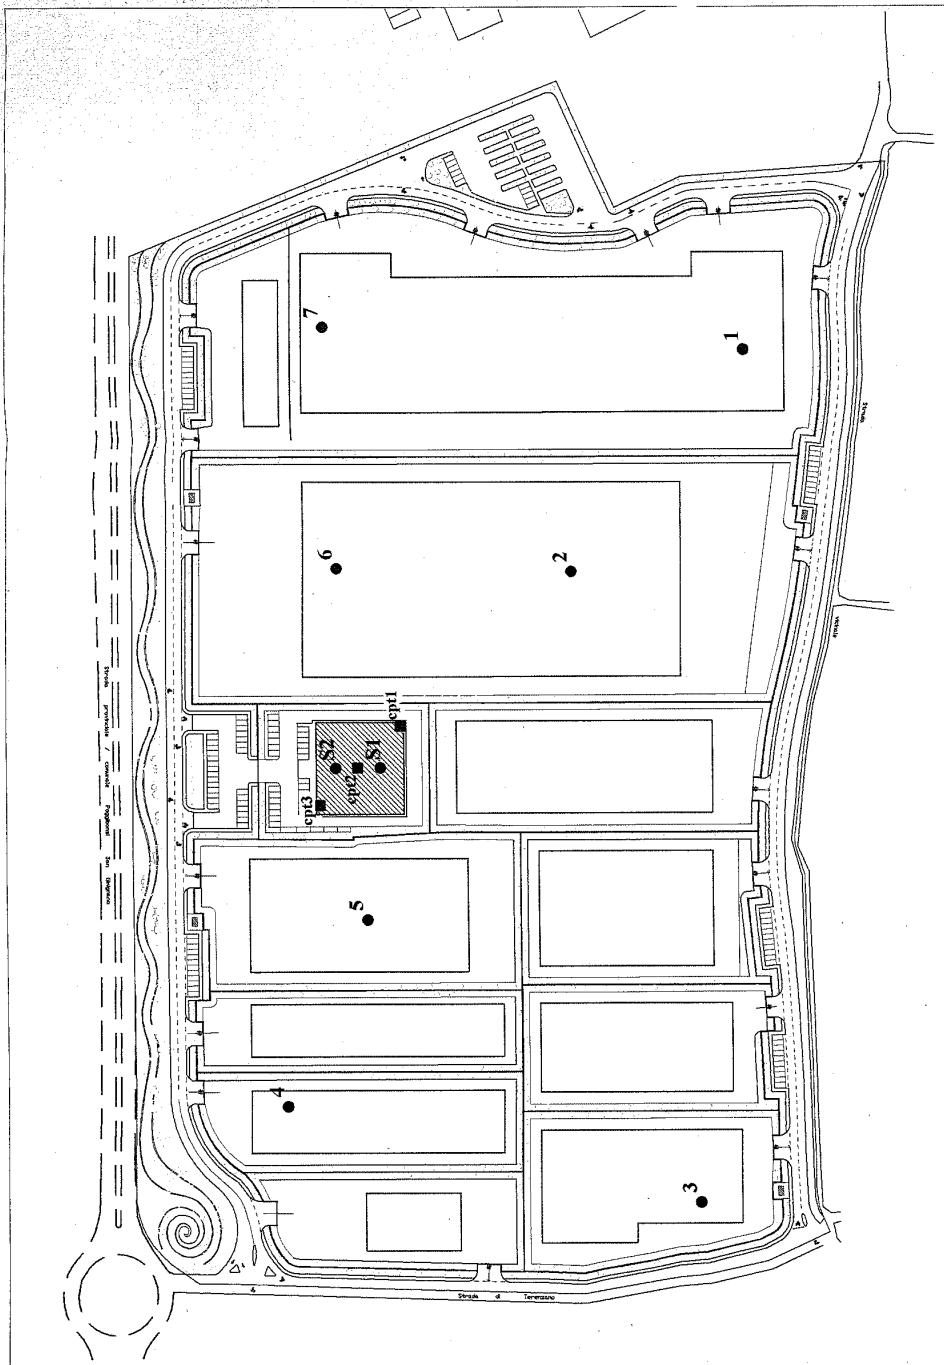 7
1
6
2
S2
cpt1
S1
cpt2
cpt3
5
4
3
Strada
vicinale
Strada provinciale / comunale Poggibonsi San Gimignano
Strada di